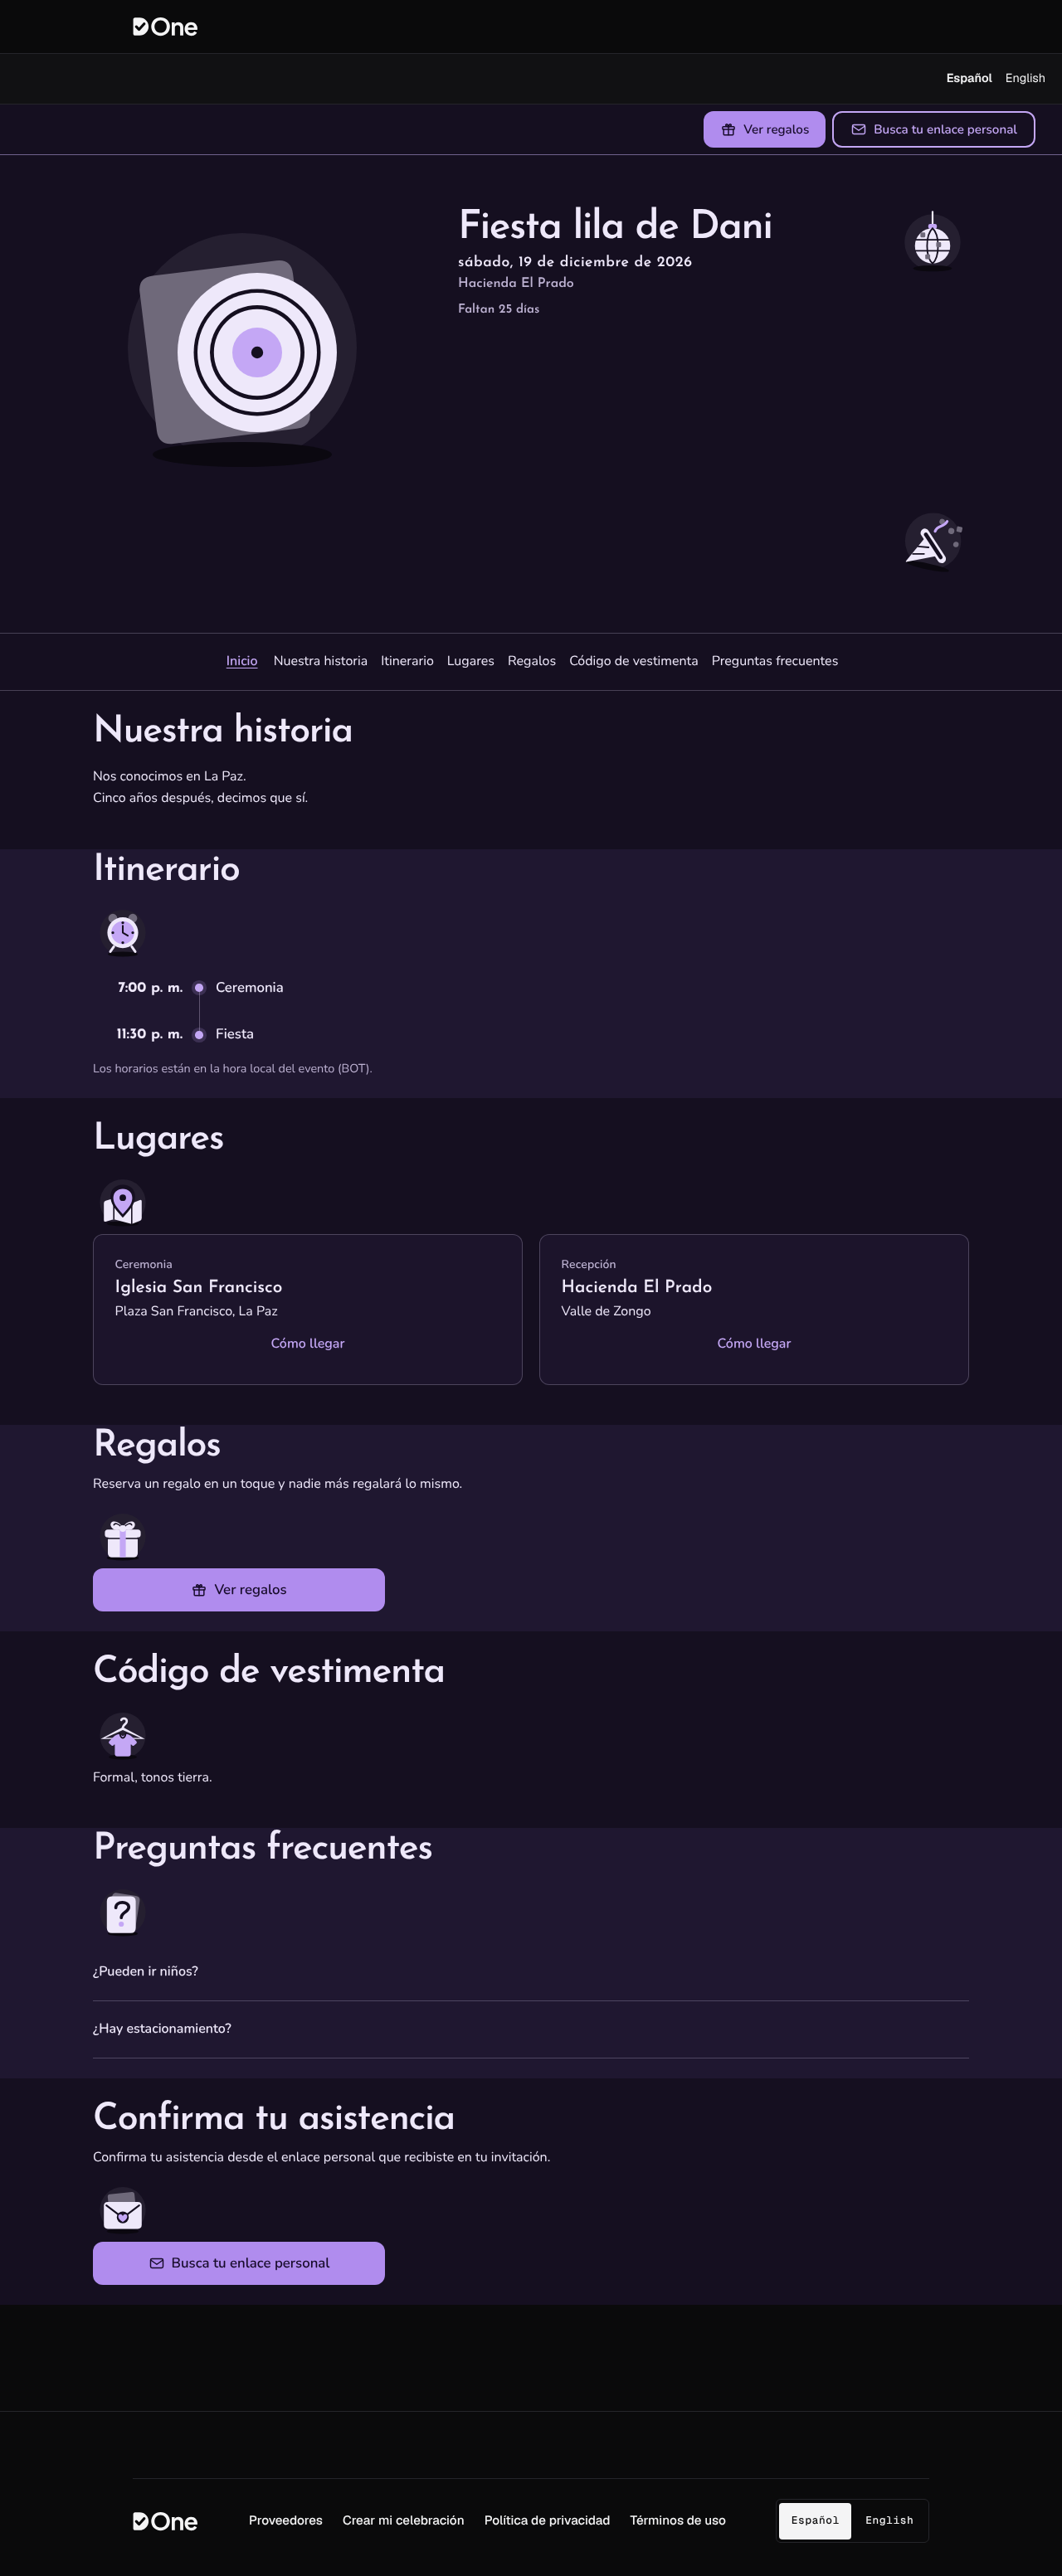 One
Español English
Ver regalos Busca tu enlace personal
Fiesta lila de Dani
sábado, 19 de diciembre de 2026
Hacienda El Prado
Faltan 25 días
Inicio Nuestra historia Itinerario Lugares Regalos Código de vestimenta Preguntas frecuentes
Nuestra historia
Nos conocimos en La Paz.
Cinco años después, decimos que sí.
Itinerario
7:00 p. m. Ceremonia
11:30 p. m. Fiesta
Los horarios están en la hora local del evento (BOT).
Lugares
Ceremonia
Iglesia San Francisco
Plaza San Francisco, La Paz
Cómo llegar
Recepción
Hacienda El Prado
Valle de Zongo
Cómo llegar
Regalos
Reserva un regalo en un toque y nadie más regalará lo mismo.
Ver regalos
Código de vestimenta
Formal, tonos tierra.
Preguntas frecuentes
¿Pueden ir niños?
¿Hay estacionamiento?
Confirma tu asistencia
Confirma tu asistencia desde el enlace personal que recibiste en tu invitación.
Busca tu enlace personal
One Proveedores Crear mi celebración Política de privacidad Términos de uso Español English